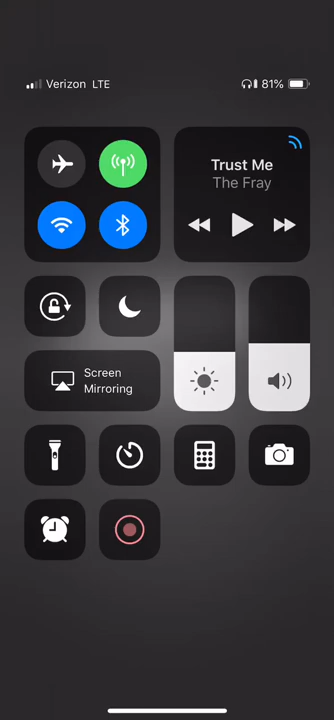 Verizon LTE
81%
Trust Me
The Fray
Screen
Mirroring